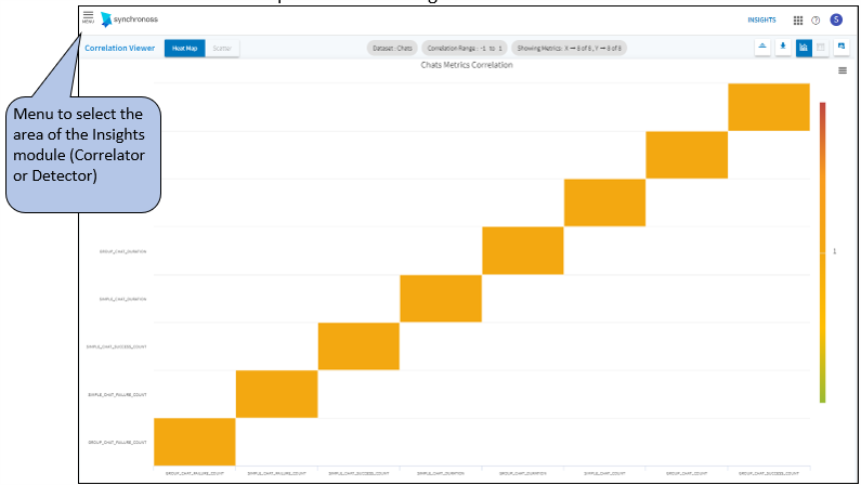 MENU
synchronoss
INSIGHTS
S
Correlation Viewer
Heat Map
Scatter
Dataset : Chats
Correlation Range : -1 to 1
Showing Metrics: X → 8 of 8 , Y → 8 of 8
Chats Metrics Correlation
Menu to select the
area of the Insights
module (Correlator
or Detector)
GROUP_CHAT_DURATION
1
SIMPLE_CHAT_DURATION
SIMPLE_CHAT_SUCCESS_COUNT
SIMPLE_CHAT_FAILURE_COUNT
GROUP_CHAT_FAILURE_COUNT
GROUP_CHAT_FAILURE_COUNT
SIMPLE_CHAT_FAILURE_COUNT
SIMPLE_CHAT_SUCCESS_COUNT
SIMPLE_CHAT_DURATION
GROUP_CHAT_DURATION
SIMPLE_CHAT_COUNT
GROUP_CHAT_COUNT
GROUP_CHAT_SUCCESS_COUNT